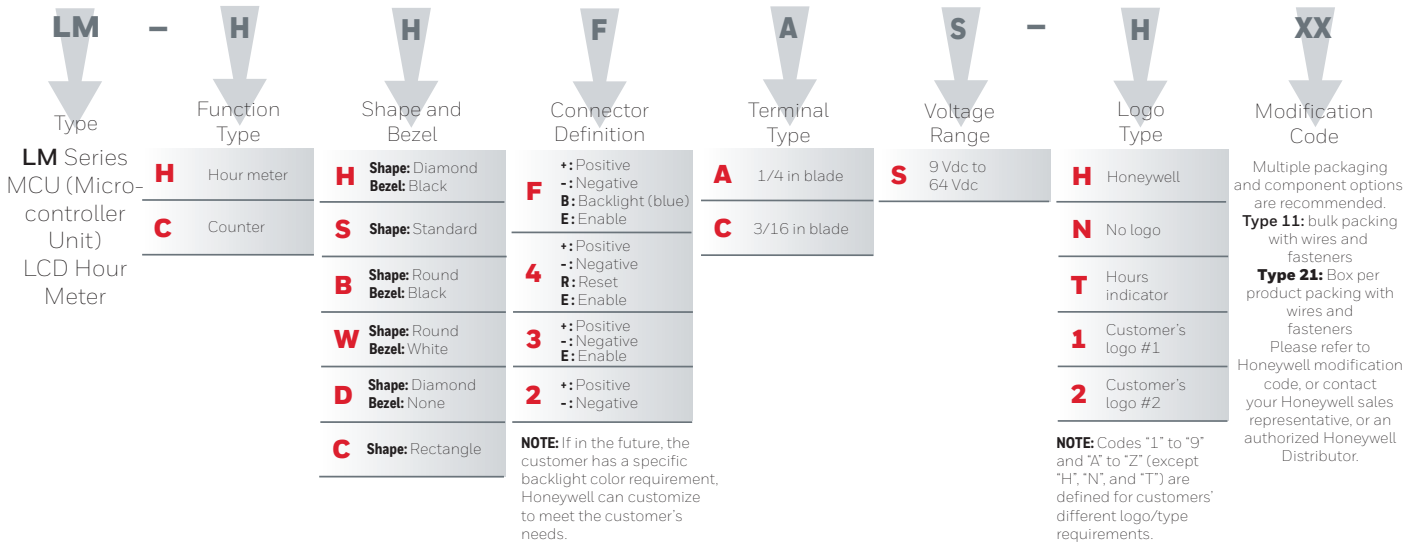 LM – H H F A S – H XX
Type
LM Series
MCU (Micro-
controller
Unit)
LCD Hour
Meter
Function
Type
H Hour meter
C Counter
Shape and
Bezel
H Shape: Diamond
Bezel: Black
S Shape: Standard
B Shape: Round
Bezel: Black
W Shape: Round
Bezel: White
D Shape: Diamond
Bezel: None
C Shape: Rectangle
Connector
Definition
F +: Positive
-: Negative
B: Backlight (blue)
E: Enable
4 +: Positive
-: Negative
R: Reset
E: Enable
3 +: Positive
-: Negative
E: Enable
2 +: Positive
-: Negative
NOTE: If in the future, the
customer has a specific
backlight color requirement,
Honeywell can customize
to meet the customer's
needs.
Terminal
Type
A 1/4 in blade
C 3/16 in blade
Voltage
Range
S 9 Vdc to
64 Vdc
Logo
Type
H Honeywell
N No logo
T Hours
indicator
1 Customer's
logo #1
2 Customer's
logo #2
NOTE: Codes "1" to "9"
and "A" to "Z" (except
"H", "N", and "T") are
defined for customers'
different logo/type
requirements.
Modification
Code
Multiple packaging
and component options
are recommended.
Type 11: bulk packing
with wires and
fasteners
Type 21: Box per
product packing with
wires and
fasteners
Please refer to
Honeywell modification
code, or contact
your Honeywell sales
representative, or an
authorized Honeywell
Distributor.